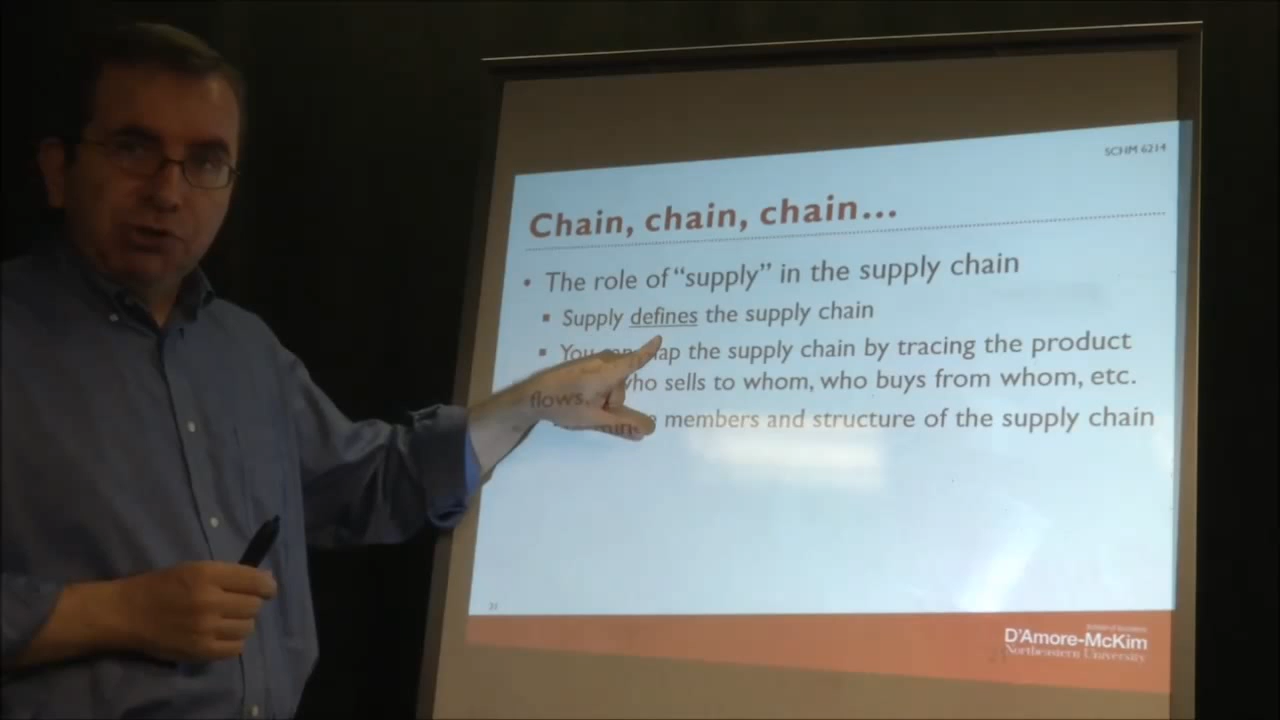 SCHM 6214
Chain, chain, chain...
• The role of "supply" in the supply chain
▪ Supply defines the supply chain
▪ You the supply chain by tracing the product
flows, who sells to whom, who buys from whom, etc.
members and structure of the supply chain
D'Amore-McKim
Northeastern University